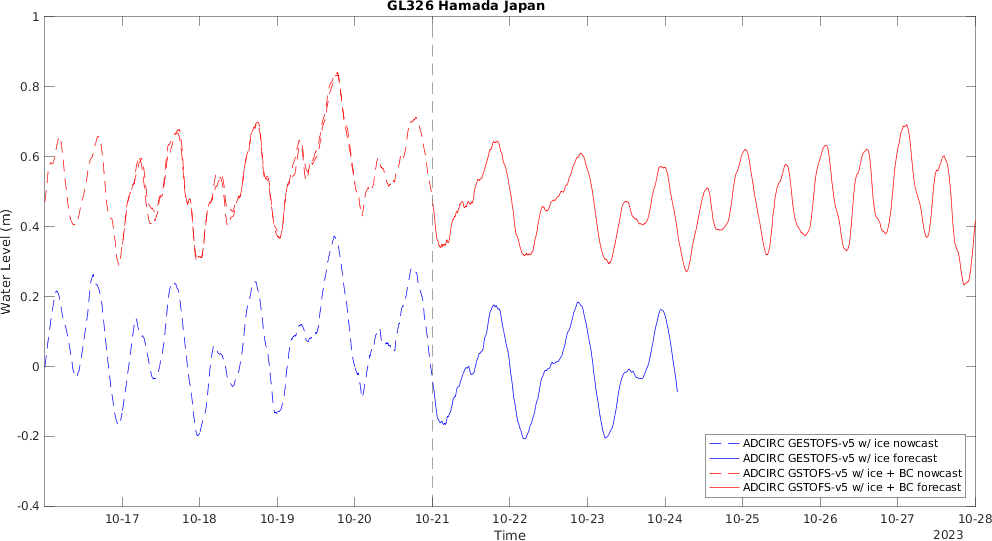 GL326 Hamada Japan
1
0.8
0.6
0.4
0.2
0
-0.2
-0.4
Water Level (m)
10-17 10-18 10-19 10-20 10-21 10-22 10-23 10-24 10-25 10-26 10-27 10-28
Time
2023
ADCIRC GESTOFS-v5 w/ ice nowcast
ADCIRC GESTOFS-v5 w/ ice forecast
ADCIRC GSTOFS-v5 w/ ice + BC nowcast
ADCIRC GSTOFS-v5 w/ ice + BC forecast